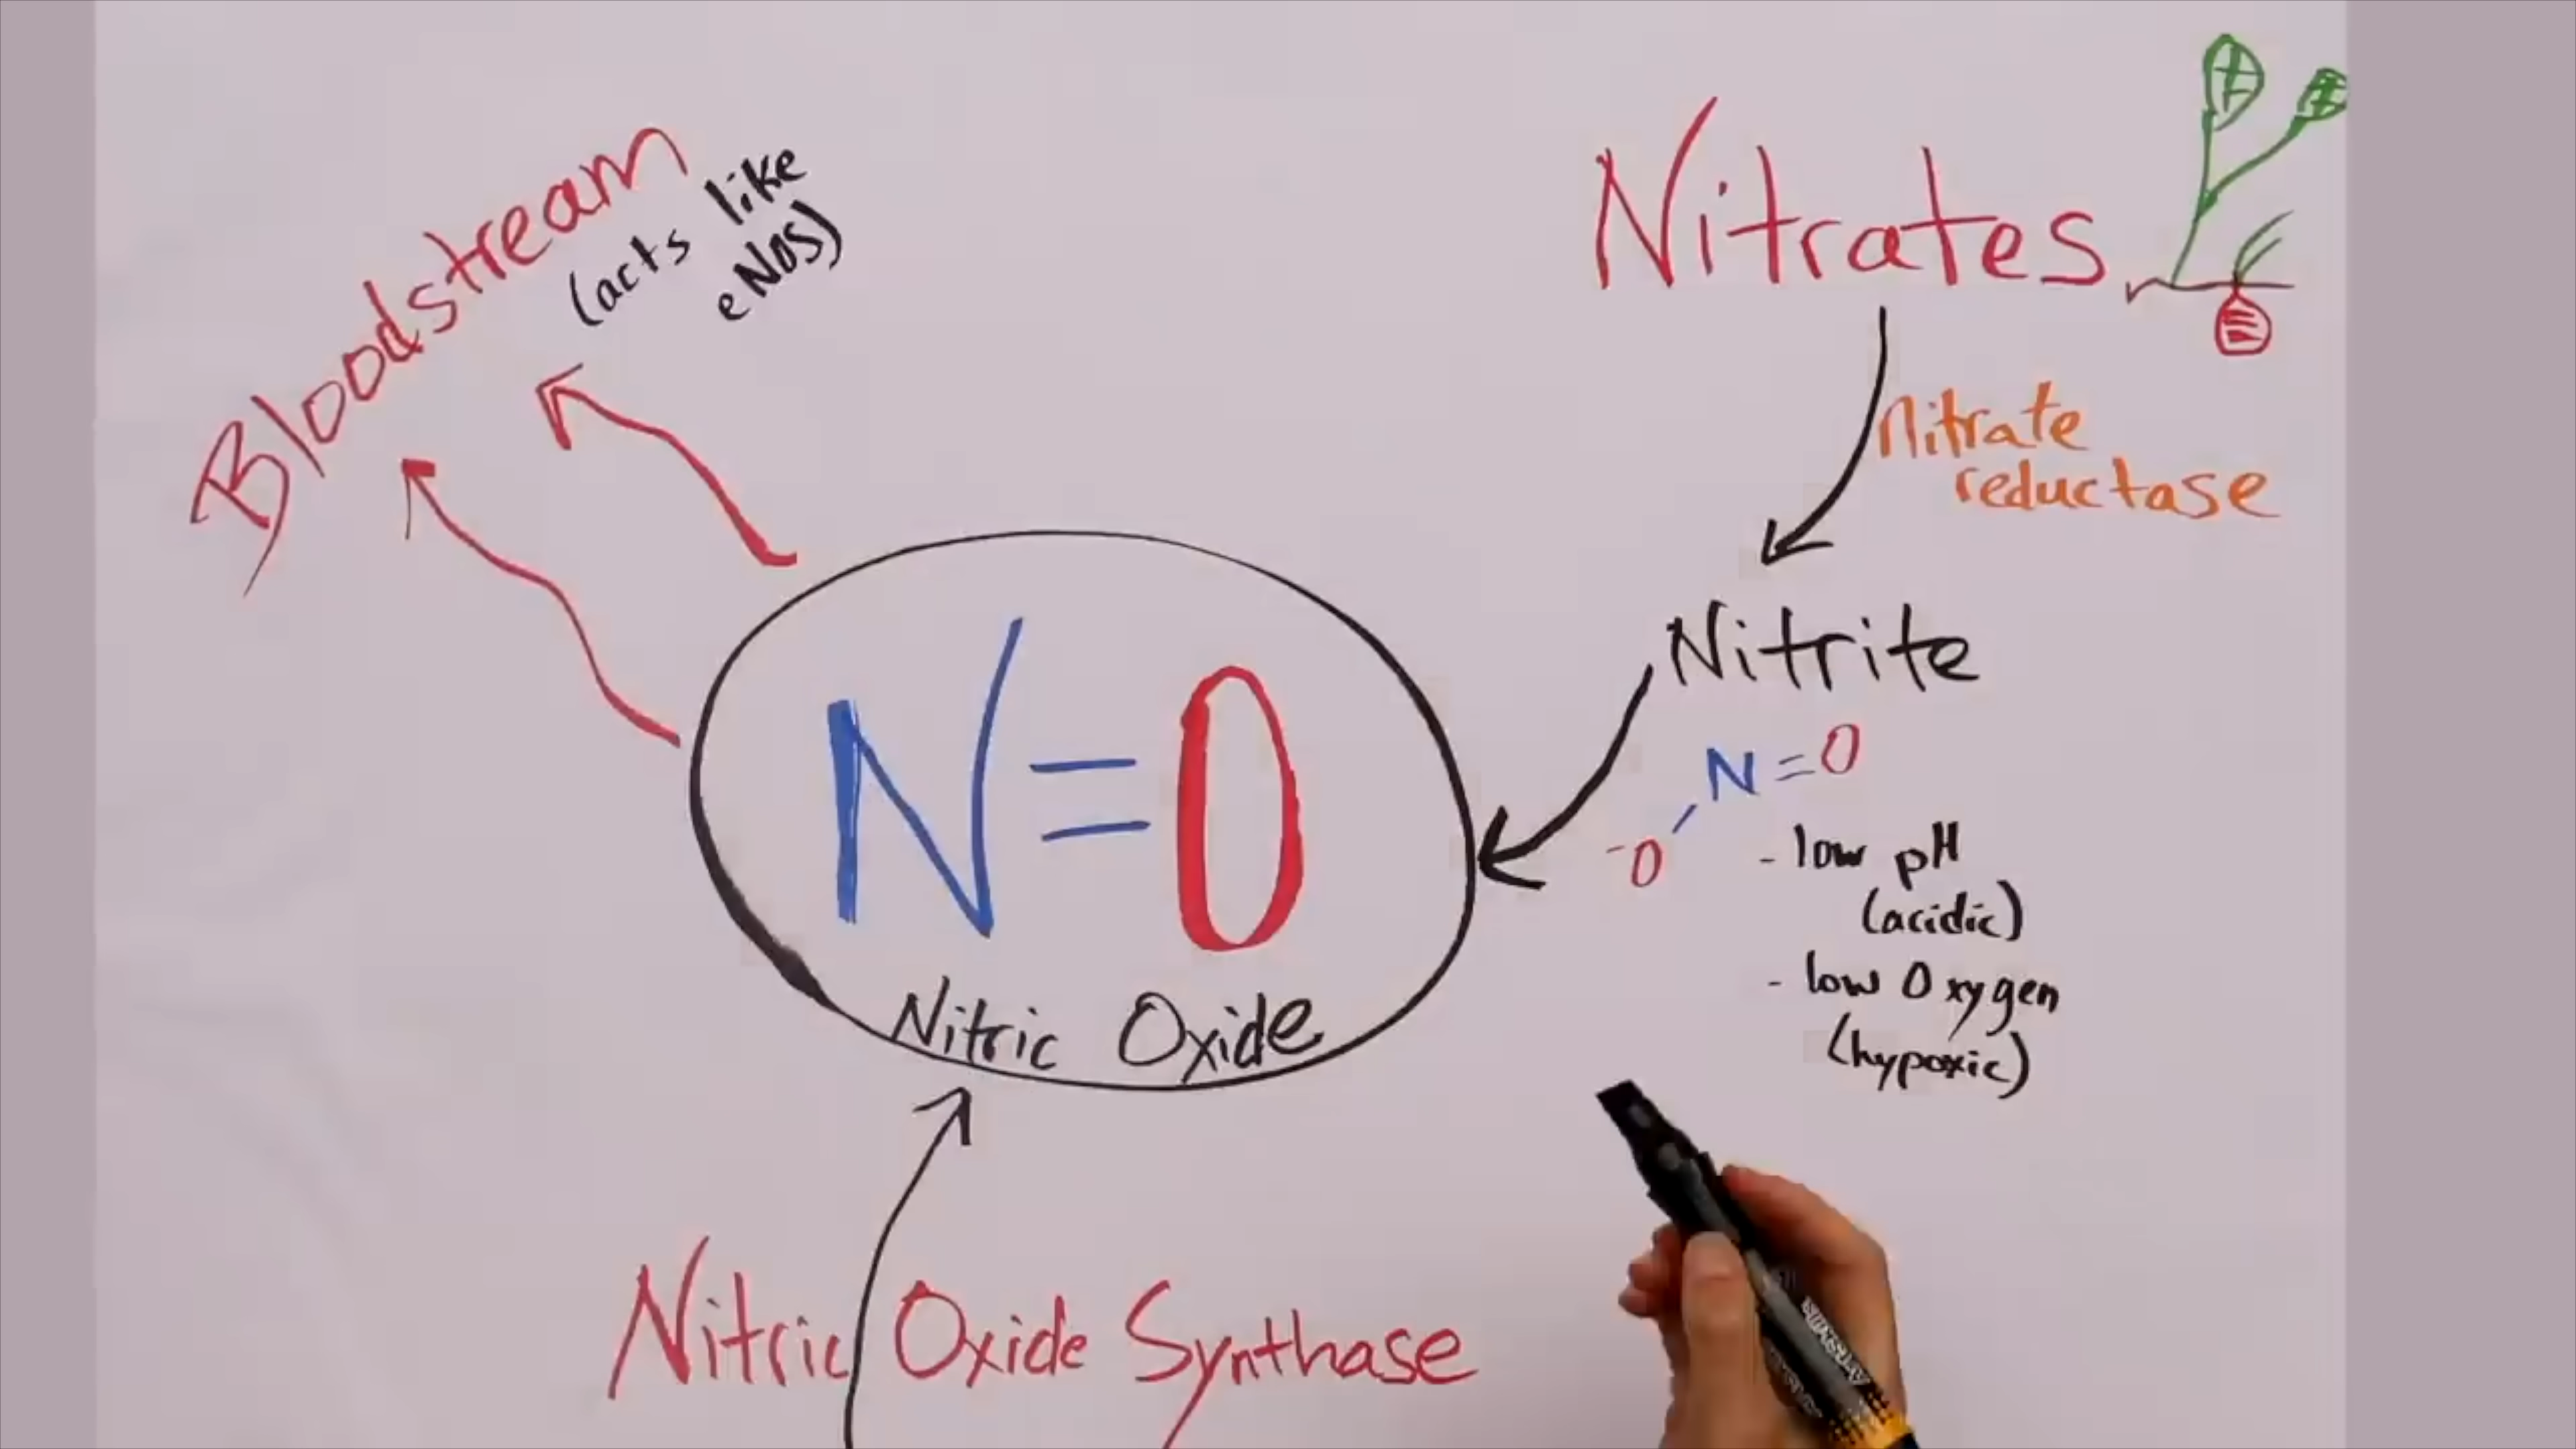 Bloodstream
(acts like
eNOS)
Nitrates
Nitrate
reductase
Nitrite
N=O
-O
- low pH
(acidic)
- low Oxygen
(hypoxic)
N=O
Nitric Oxide
Nitric Oxide Synthase